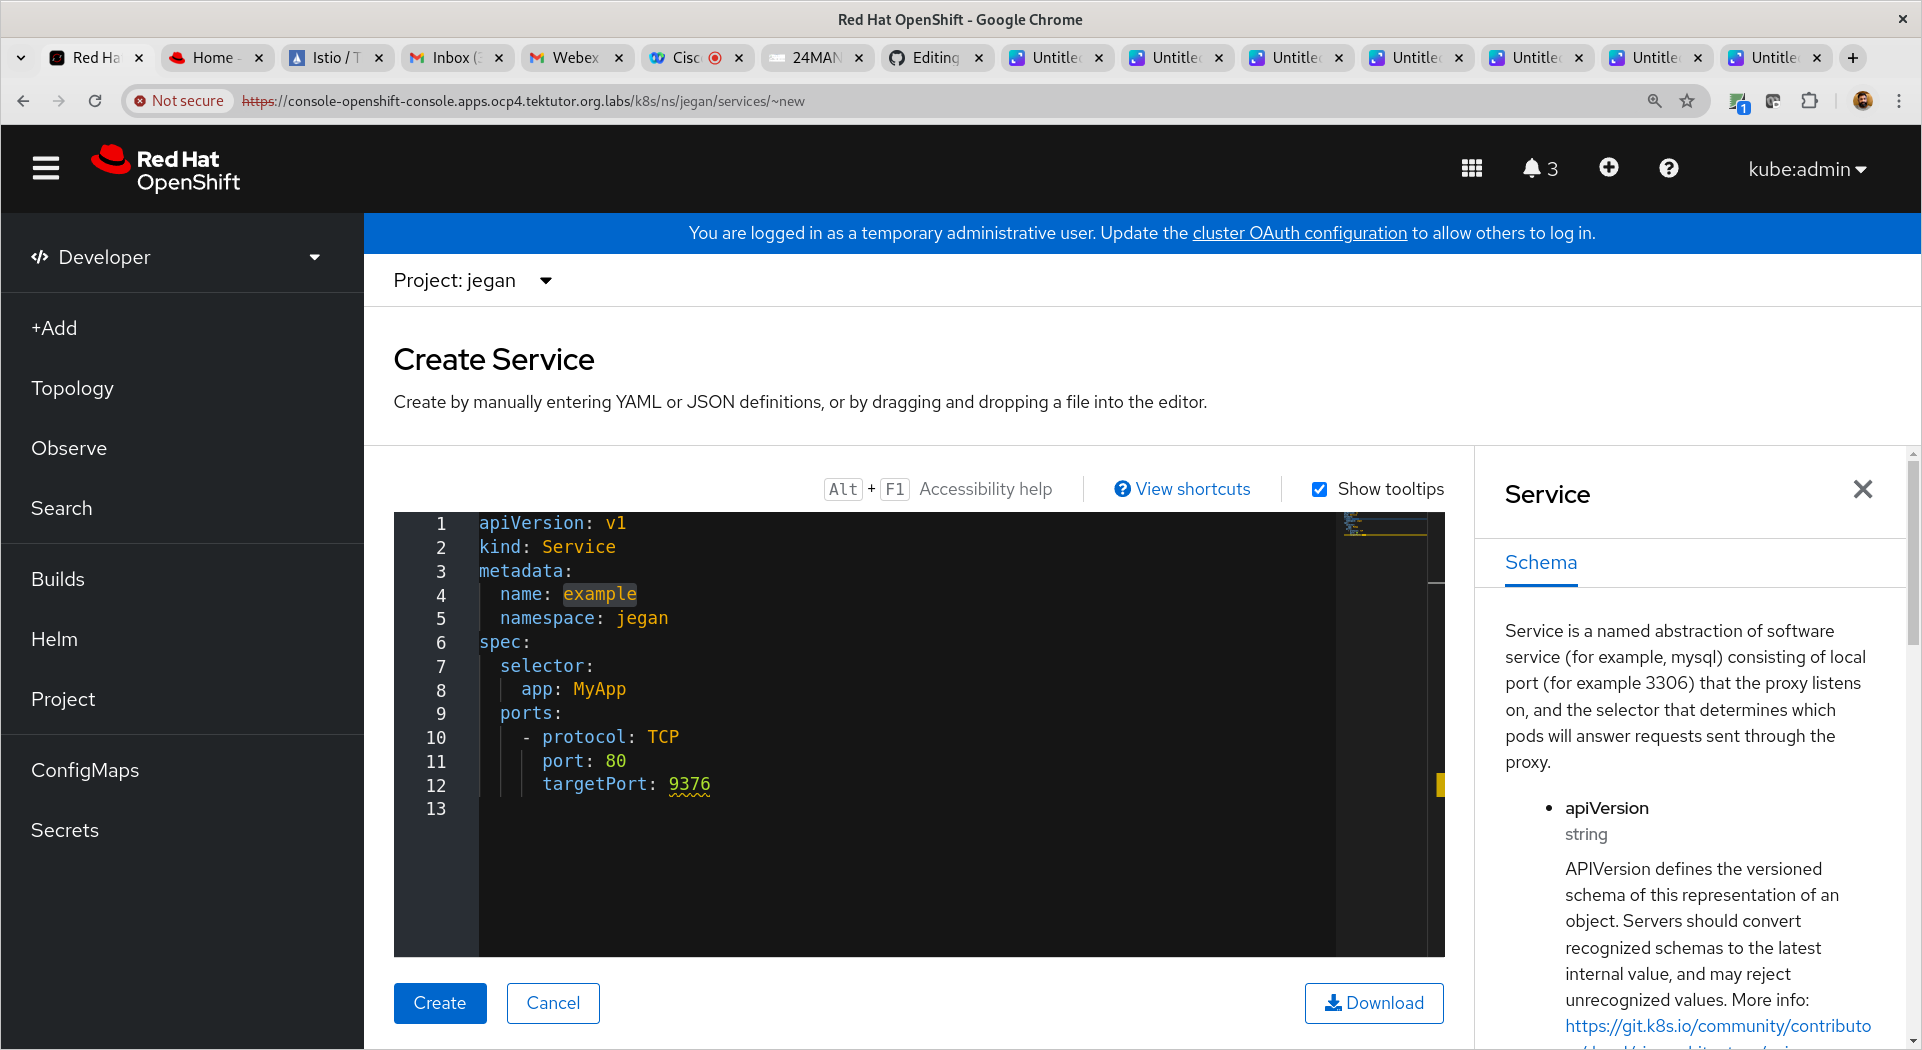 Red Hat OpenShift - Google Chrome
Red Ha
Home -
Istio / T
Inbox (3
Webex
Cisc
24MAN
Editing
Untitle
Untitle
Untitle
Untitle
Untitle
Untitle
Untitle
Not secure
https://console-openshift-console.apps.ocp4.tektutor.org.labs/k8s/ns/jegan/services/~new
1
Red Hat
OpenShift
3
kube:admin
Developer
+Add
Topology
Observe
Search
Builds
Helm
Project
ConfigMaps
Secrets
You are logged in as a temporary administrative user. Update the cluster OAuth configuration to allow others to log in.
Project: jegan
Create Service
Create by manually entering YAML or JSON definitions, or by dragging and dropping a file into the editor.
Alt + F1 Accessibility help
View shortcuts
Show tooltips
1 apiVersion: v1
2 kind: Service
3 metadata:
4 name: example
5 namespace: jegan
6 spec:
7 selector:
8 app: MyApp
9 ports:
10 - protocol: TCP
11 port: 80
12 targetPort: 9376
13
Create
Cancel
Download
Service
Schema
Service is a named abstraction of software
service (for example, mysql) consisting of local
port (for example 3306) that the proxy listens
on, and the selector that determines which
pods will answer requests sent through the
proxy.
• apiVersion
string
APIVersion defines the versioned
schema of this representation of an
object. Servers should convert
recognized schemas to the latest
internal value, and may reject
unrecognized values. More info:
https://git.k8s.io/community/contributo